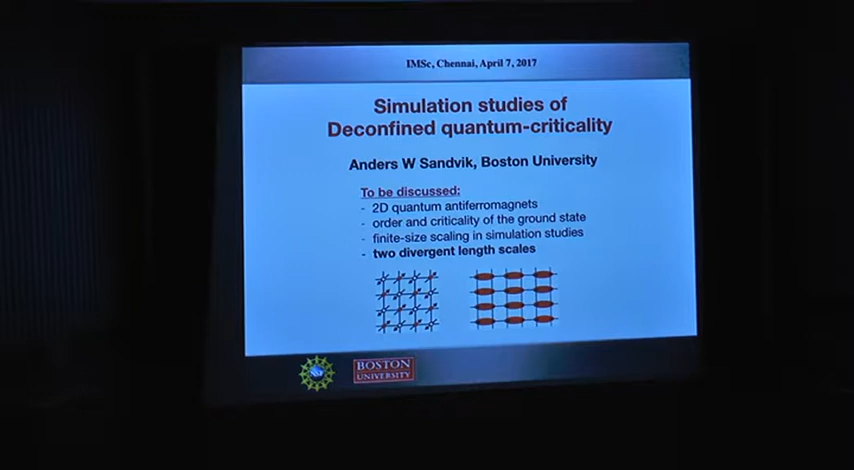 IMSc, Chennai, April 7, 2017
Simulation studies of
Deconfined quantum-criticality
Anders W Sandvik, Boston University
To be discussed:
- 2D quantum antiferromagnets
- order and criticality of the ground state
- finite-size scaling in simulation studies
- two divergent length scales
NSF
BOSTON
UNIVERSITY